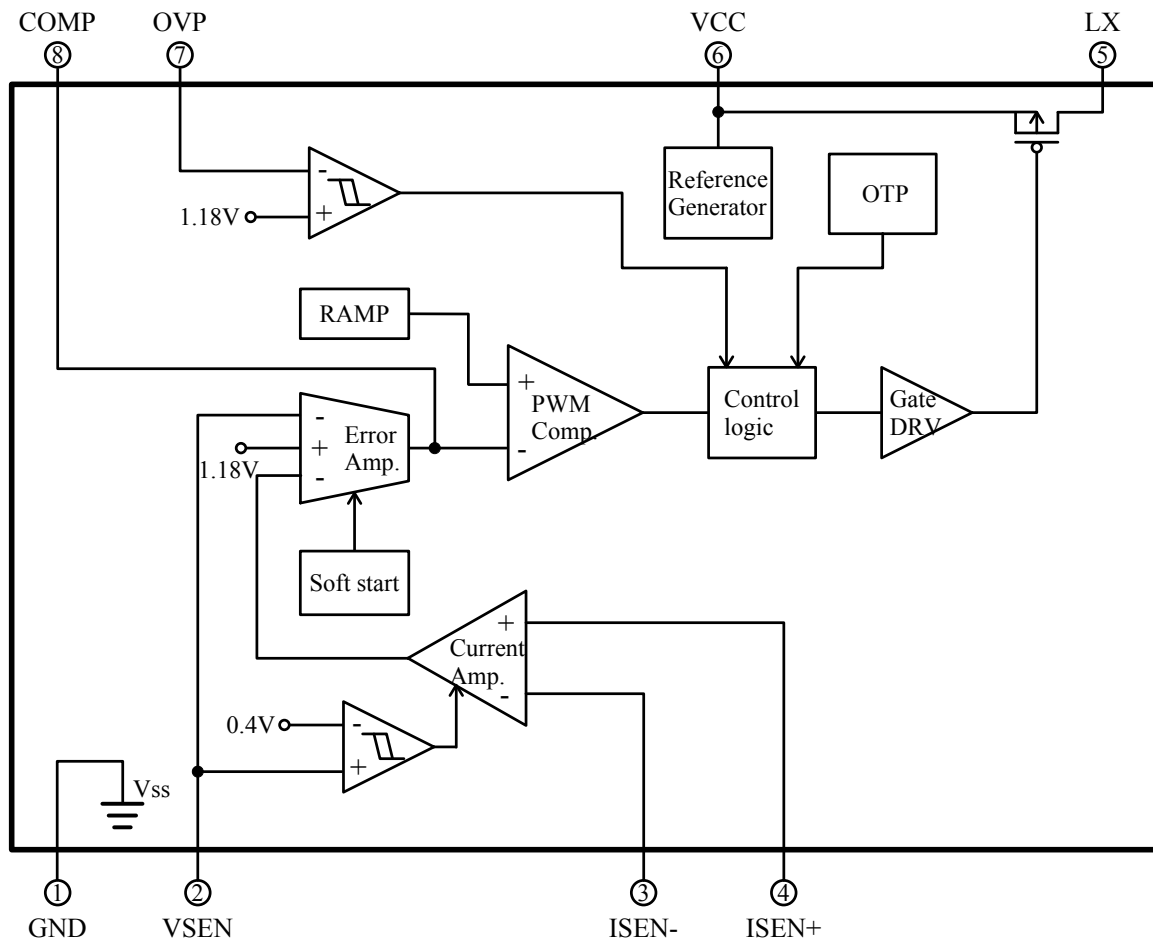 COMP OVP VCC LX
8 7 6 5
- 
1.18V +
Reference
Generator
OTP
RAMP
+
PWM
Comp.
-
Control
logic
Gate
DRV
-
+ Error
Amp.
1.18V
-
Soft start
+
Current
Amp.
-
0.4V -
+
Vss
1 2 3 4
GND VSEN ISEN- ISEN+